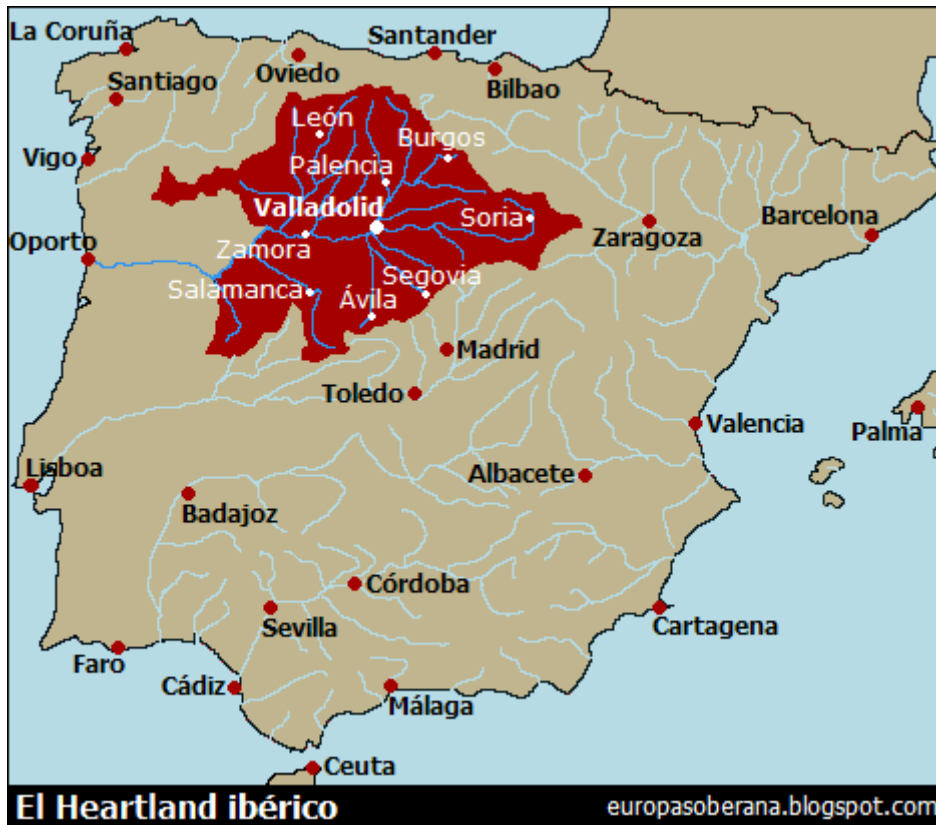 La Coruña
Santander
Oviedo
Santiago
Bilbao
León
Burgos
Vigo
Palencia
Valladolid
Soria
Barcelona
Zaragoza
Oporto
Zamora
Segovia
Salamanca
Ávila
Madrid
Toledo
Valencia
Palma
Lisboa
Albacete
Badajoz
Córdoba
Sevilla
Cartagena
Faro
Cádiz
Málaga
Ceuta
El Heartland ibérico
europasoberana.blogspot.com